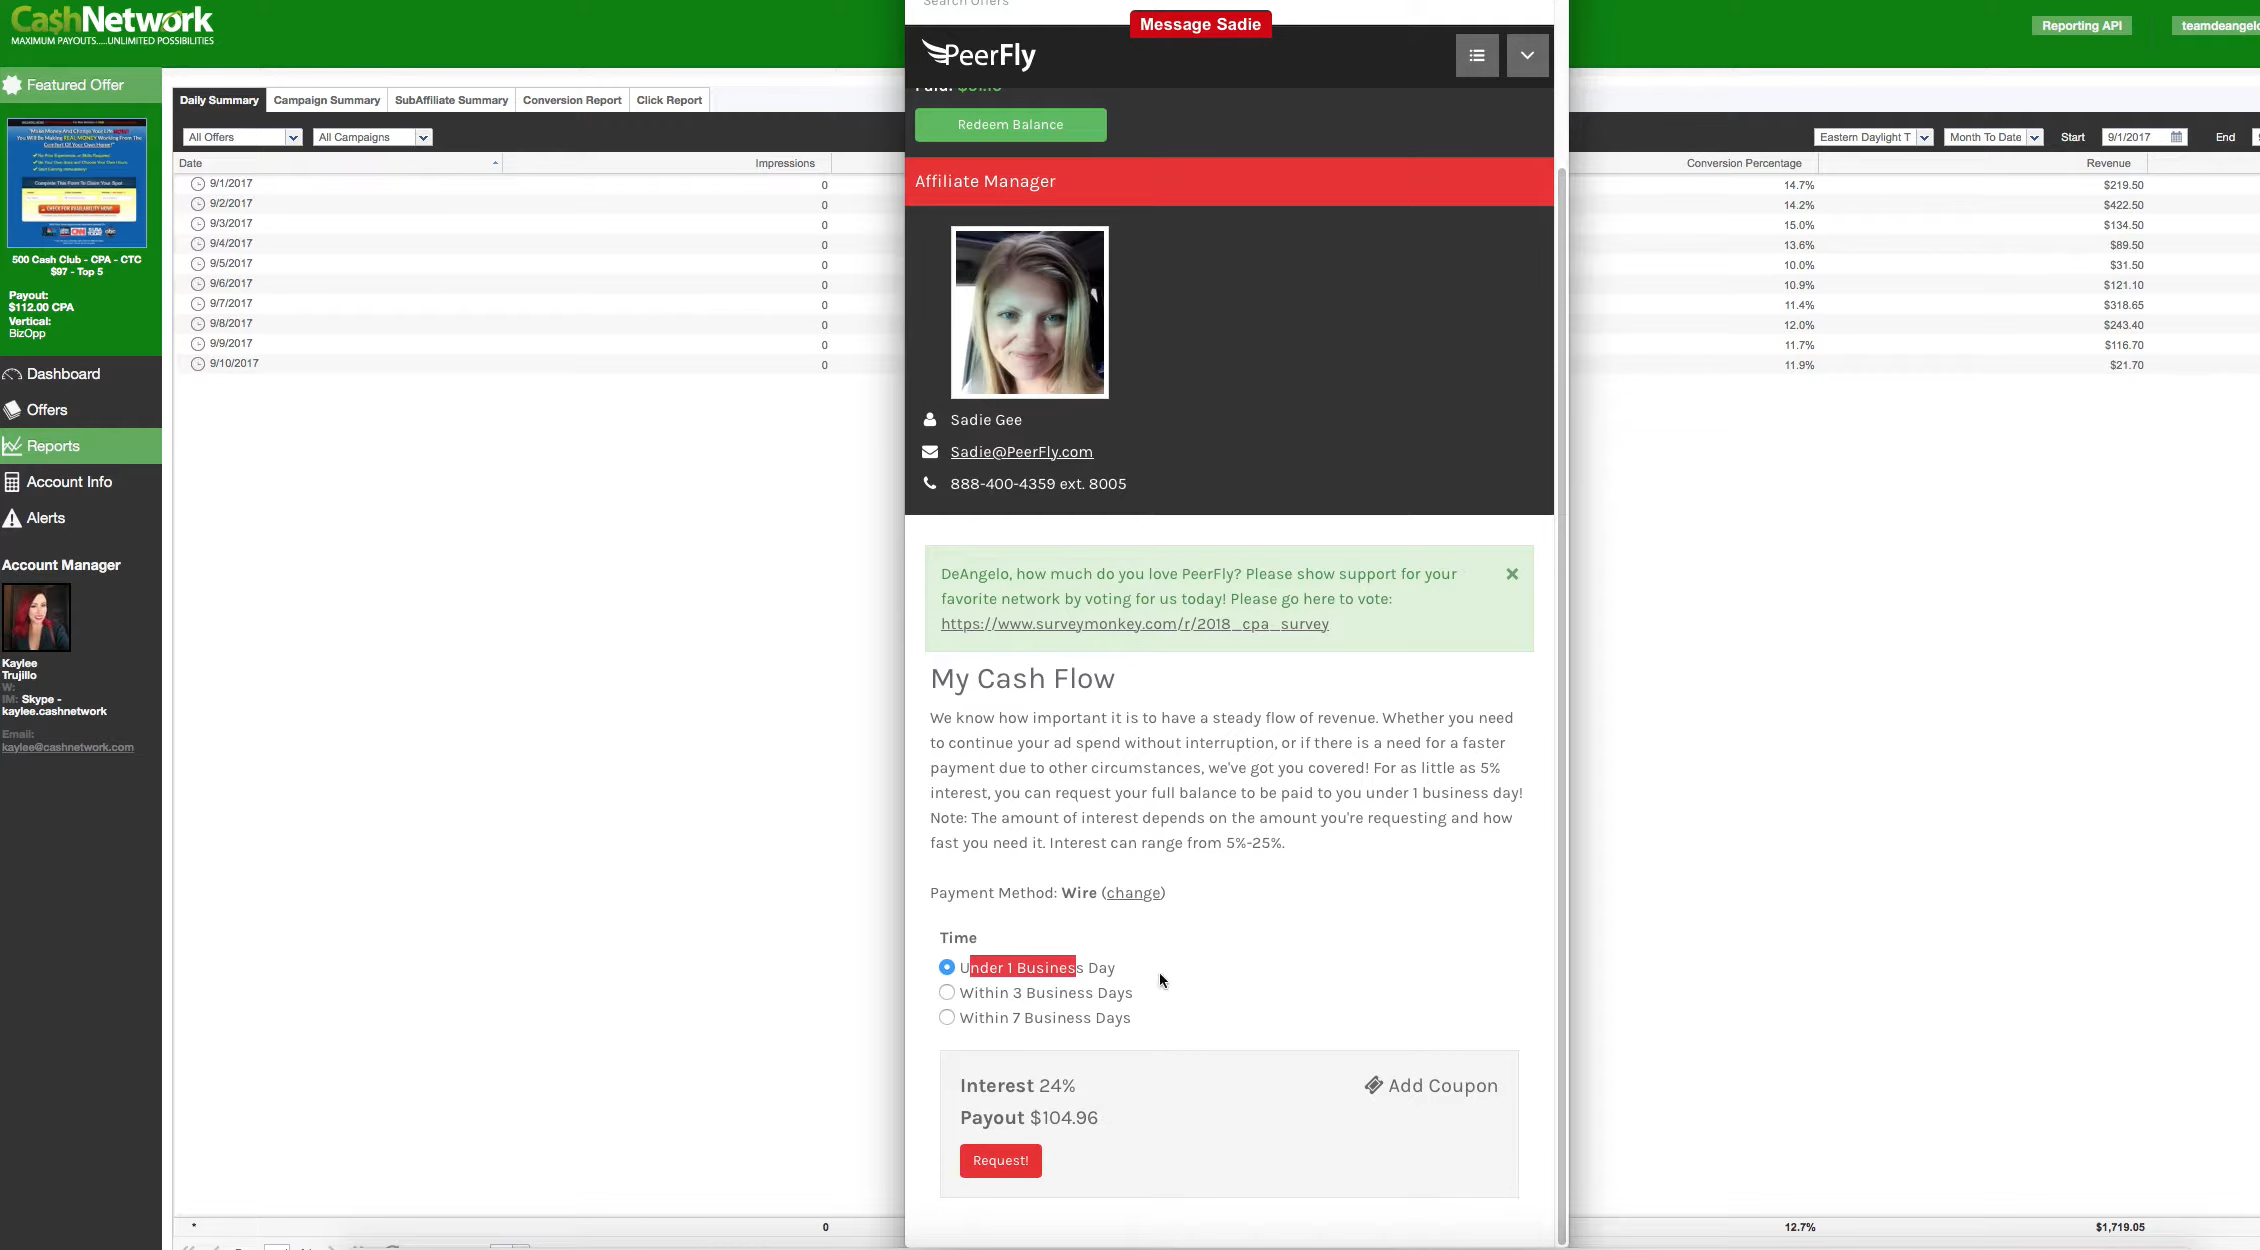 CashNetwork
MAXIMUM PAYOUTS.....UNLIMITED POSSIBILITIES
Reporting API
teamdeangelo
Featured Offer
500 Cash Club - CPA - CTC
$97 - Top 5
Payout:
$112.00 CPA
Vertical:
BizOpp
Dashboard
Offers
Reports
Account Info
Alerts
Account Manager
Kaylee
Trujillo
W:
IM: Skype -
kaylee.cashnetwork
Email:
kaylee@cashnetwork.com
Daily Summary
Campaign Summary
SubAffiliate Summary
Conversion Report
Click Report
All Offers
All Campaigns
Eastern Daylight T
Month To Date
Start
9/1/2017
End
Date
Impressions
Conversion Percentage
Revenue
9/1/2017 0 14.7% $219.50
9/2/2017 0 14.2% $422.50
9/3/2017 0 15.0% $134.50
9/4/2017 0 13.6% $89.50
9/5/2017 0 10.0% $31.50
9/6/2017 0 10.9% $121.10
9/7/2017 0 11.4% $318.65
9/8/2017 0 12.0% $243.40
9/9/2017 0 11.7% $116.70
9/10/2017 0 11.9% $21.70
* 0 12.7% $1,719.05
Search Offers
Message Sadie
PeerFly
Redeem Balance
Affiliate Manager
Sadie Gee
Sadie@PeerFly.com
888-400-4359 ext. 8005
DeAngelo, how much do you love PeerFly? Please show support for your
favorite network by voting for us today! Please go here to vote:
https://www.surveymonkey.com/r/2018_cpa_survey
My Cash Flow
We know how important it is to have a steady flow of revenue. Whether you need
to continue your ad spend without interruption, or if there is a need for a faster
payment due to other circumstances, we've got you covered! For as little as 5%
interest, you can request your full balance to be paid to you under 1 business day!
Note: The amount of interest depends on the amount you're requesting and how
fast you need it. Interest can range from 5%-25%.
Payment Method: Wire (change)
Time
Under 1 Business Day
Within 3 Business Days
Within 7 Business Days
Interest 24%
Add Coupon
Payout $104.96
Request!